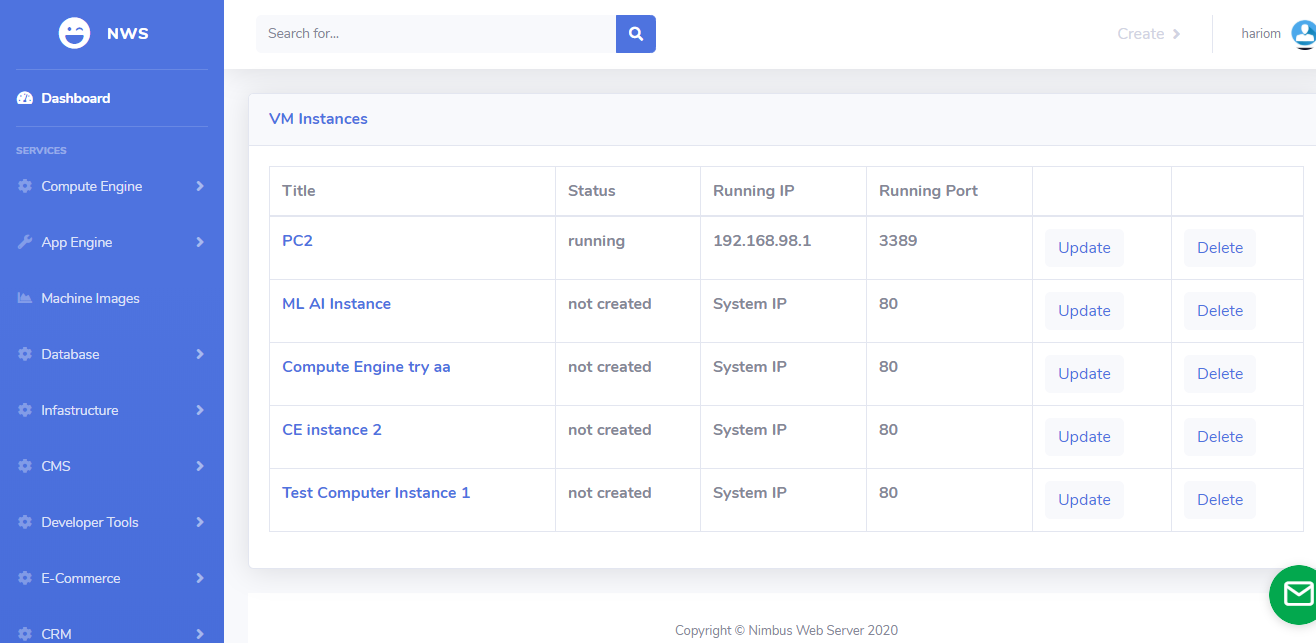 NWS
Search for...
Create
hariom
Dashboard
SERVICES
Compute Engine
App Engine
Machine Images
Database
Infastructure
CMS
Developer Tools
E-Commerce
CRM
VM Instances
Title Status Running IP Running Port
PC2 running 192.168.98.1 3389 Update Delete
ML AI Instance not created System IP 80 Update Delete
Compute Engine try aa not created System IP 80 Update Delete
CE instance 2 not created System IP 80 Update Delete
Test Computer Instance 1 not created System IP 80 Update Delete
Copyright © Nimbus Web Server 2020